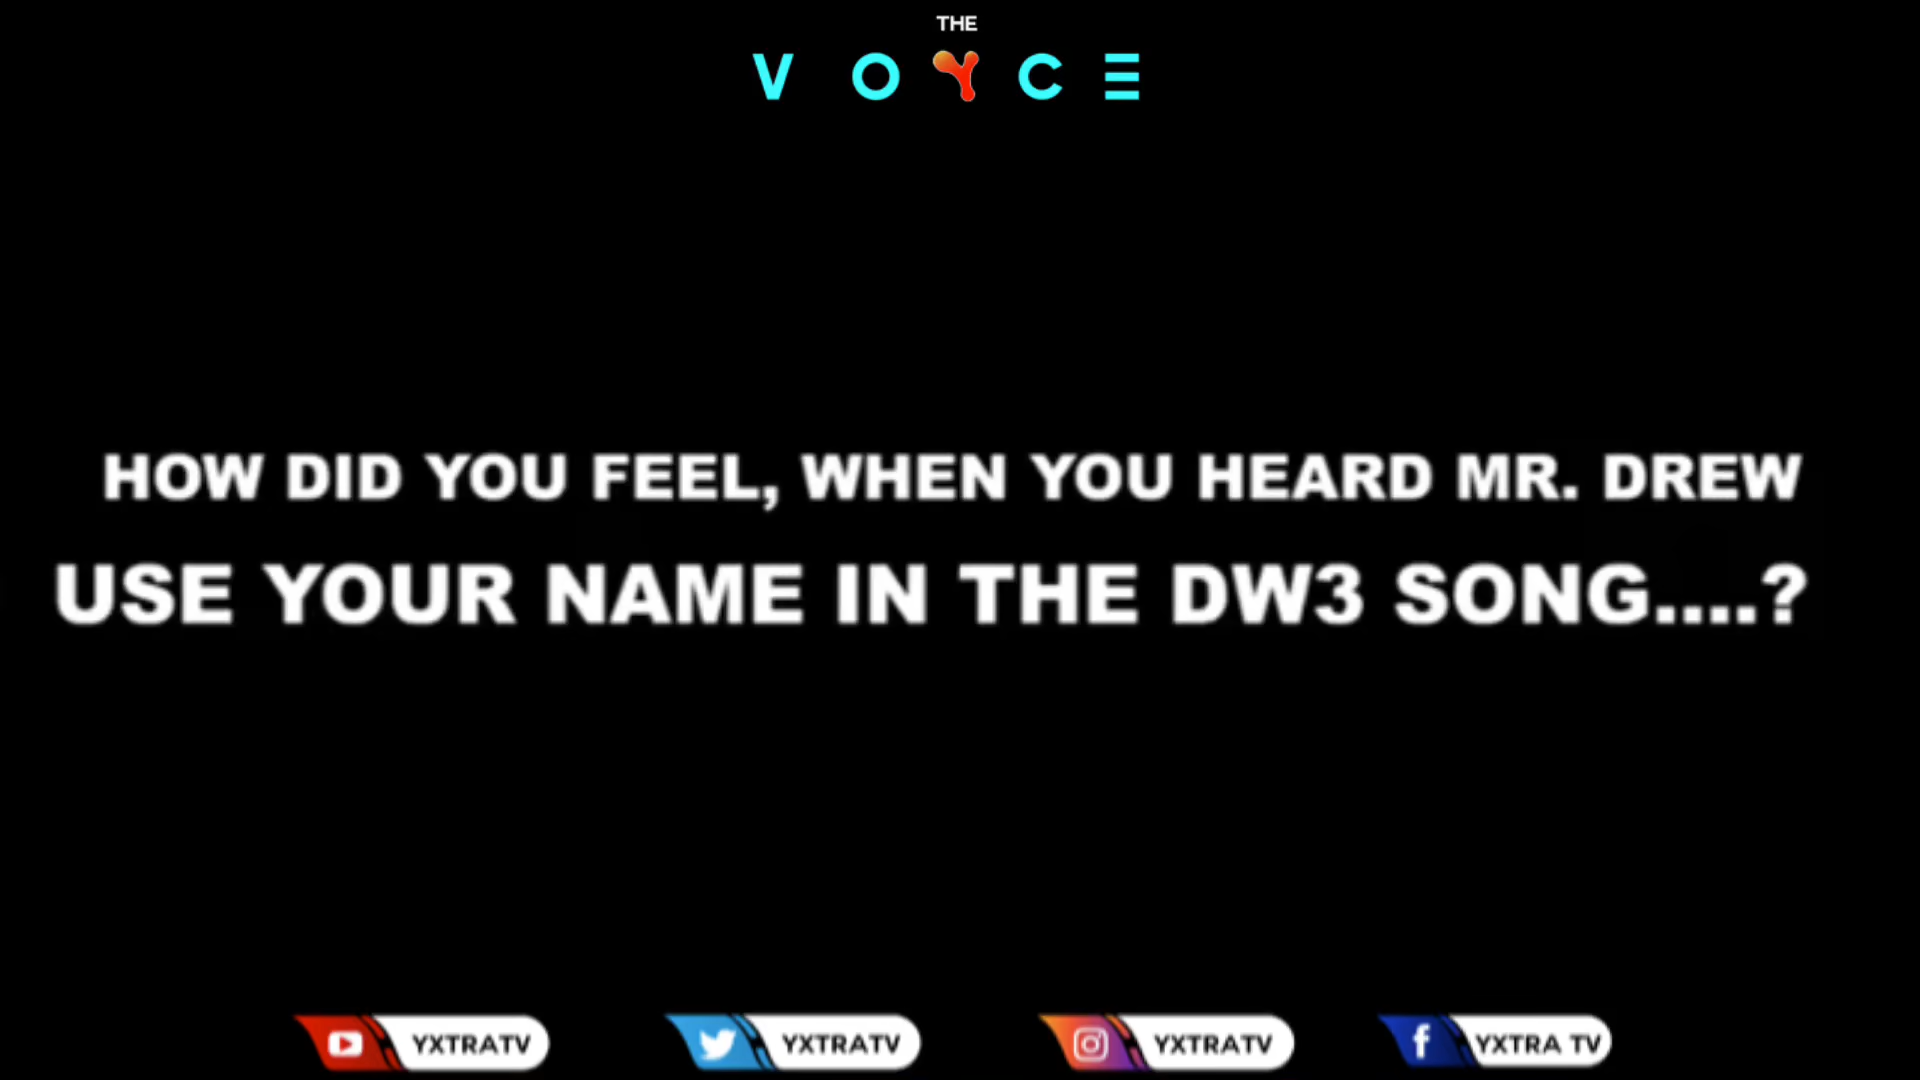 THE
VOYCE
HOW DID YOU FEEL, WHEN YOU HEARD MR. DREW
USE YOUR NAME IN THE DW3 SONG....?
YXTRATV YXTRATV YXTRATV YXTRA TV